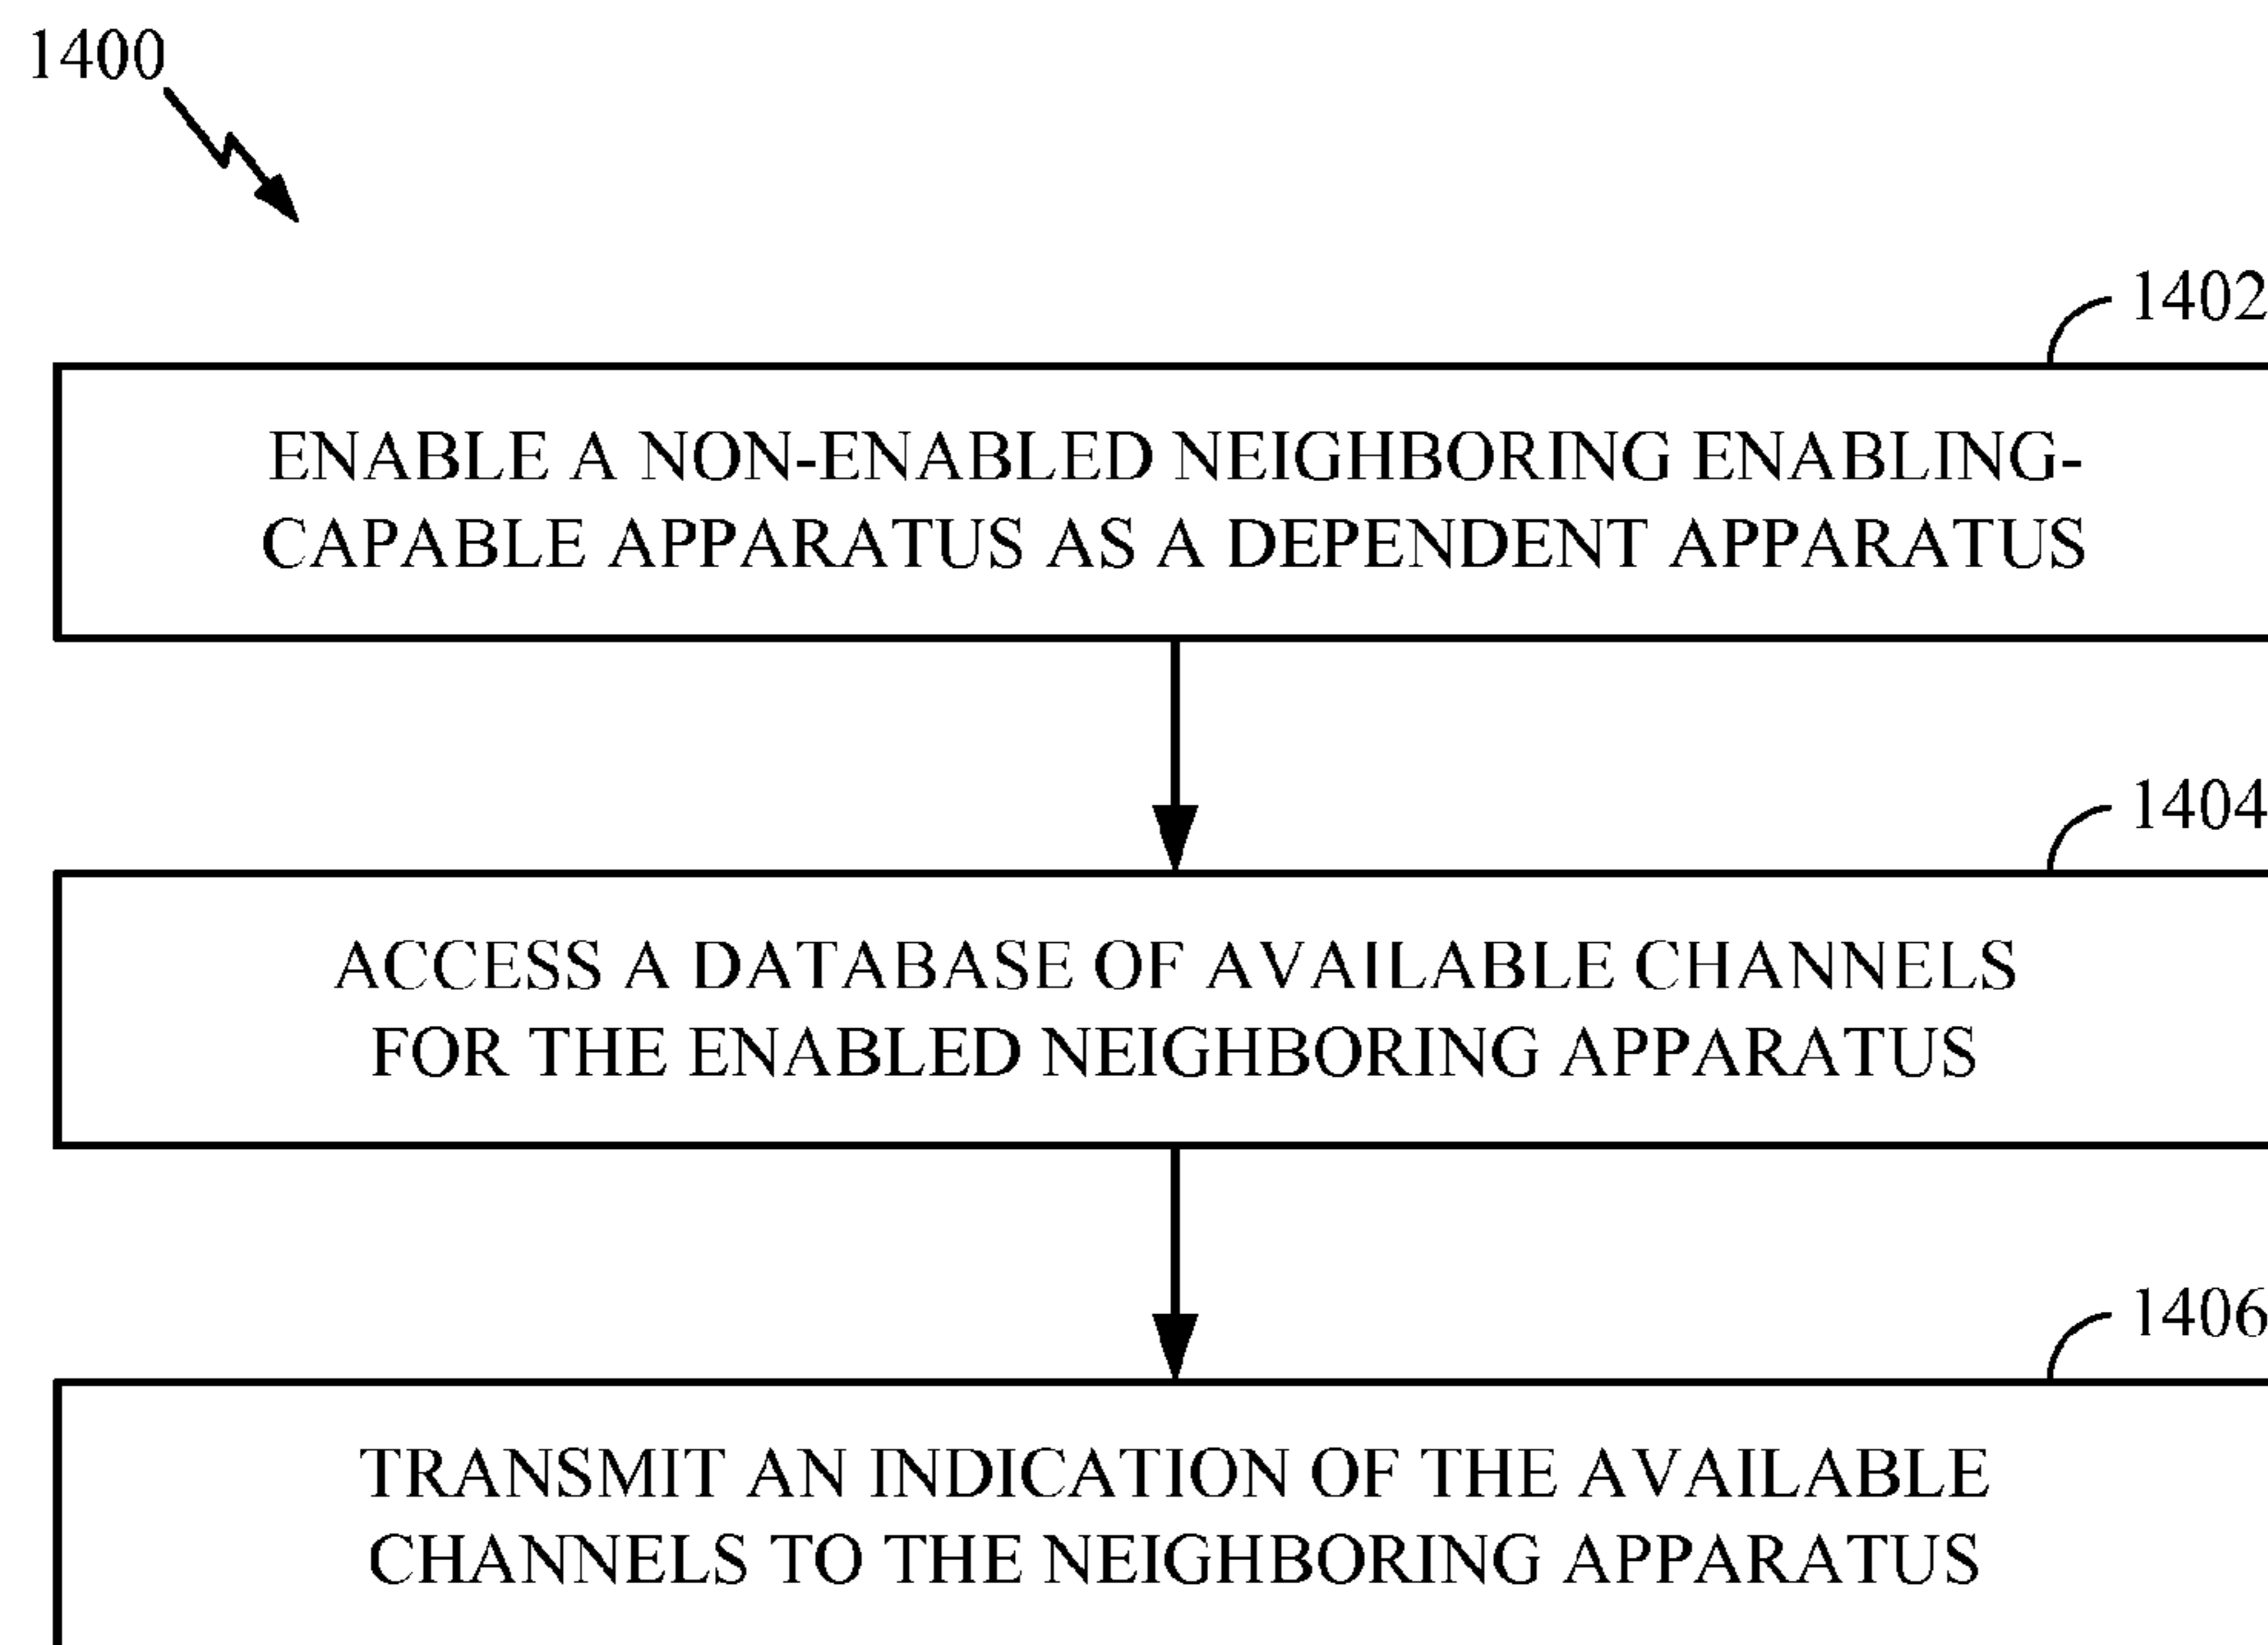 1400
1402
ENABLE A NON-ENABLED NEIGHBORING ENABLING-
CAPABLE APPARATUS AS A DEPENDENT APPARATUS
1404
ACCESS A DATABASE OF AVAILABLE CHANNELS
FOR THE ENABLED NEIGHBORING APPARATUS
1406
TRANSMIT AN INDICATION OF THE AVAILABLE
CHANNELS TO THE NEIGHBORING APPARATUS